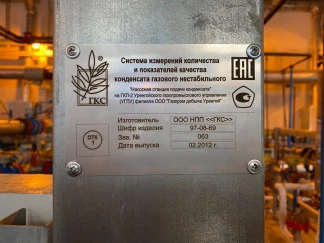 Система измерений количества
и показателей качества
конденсата газового нестабильного
"Насосная станция подачи конденсата"
на ГКП-2 Уренгойского газопромыслового управления
(УГПУ) филиала ООО "Газпром добыча Уренгой"
ГКС
ЕАС
ОТК
1
Изготовитель ООО НПП <<ГКС>>
Шифр изделия 97-08-69
Зав. № 063
Дата выпуска 02.2012 г.